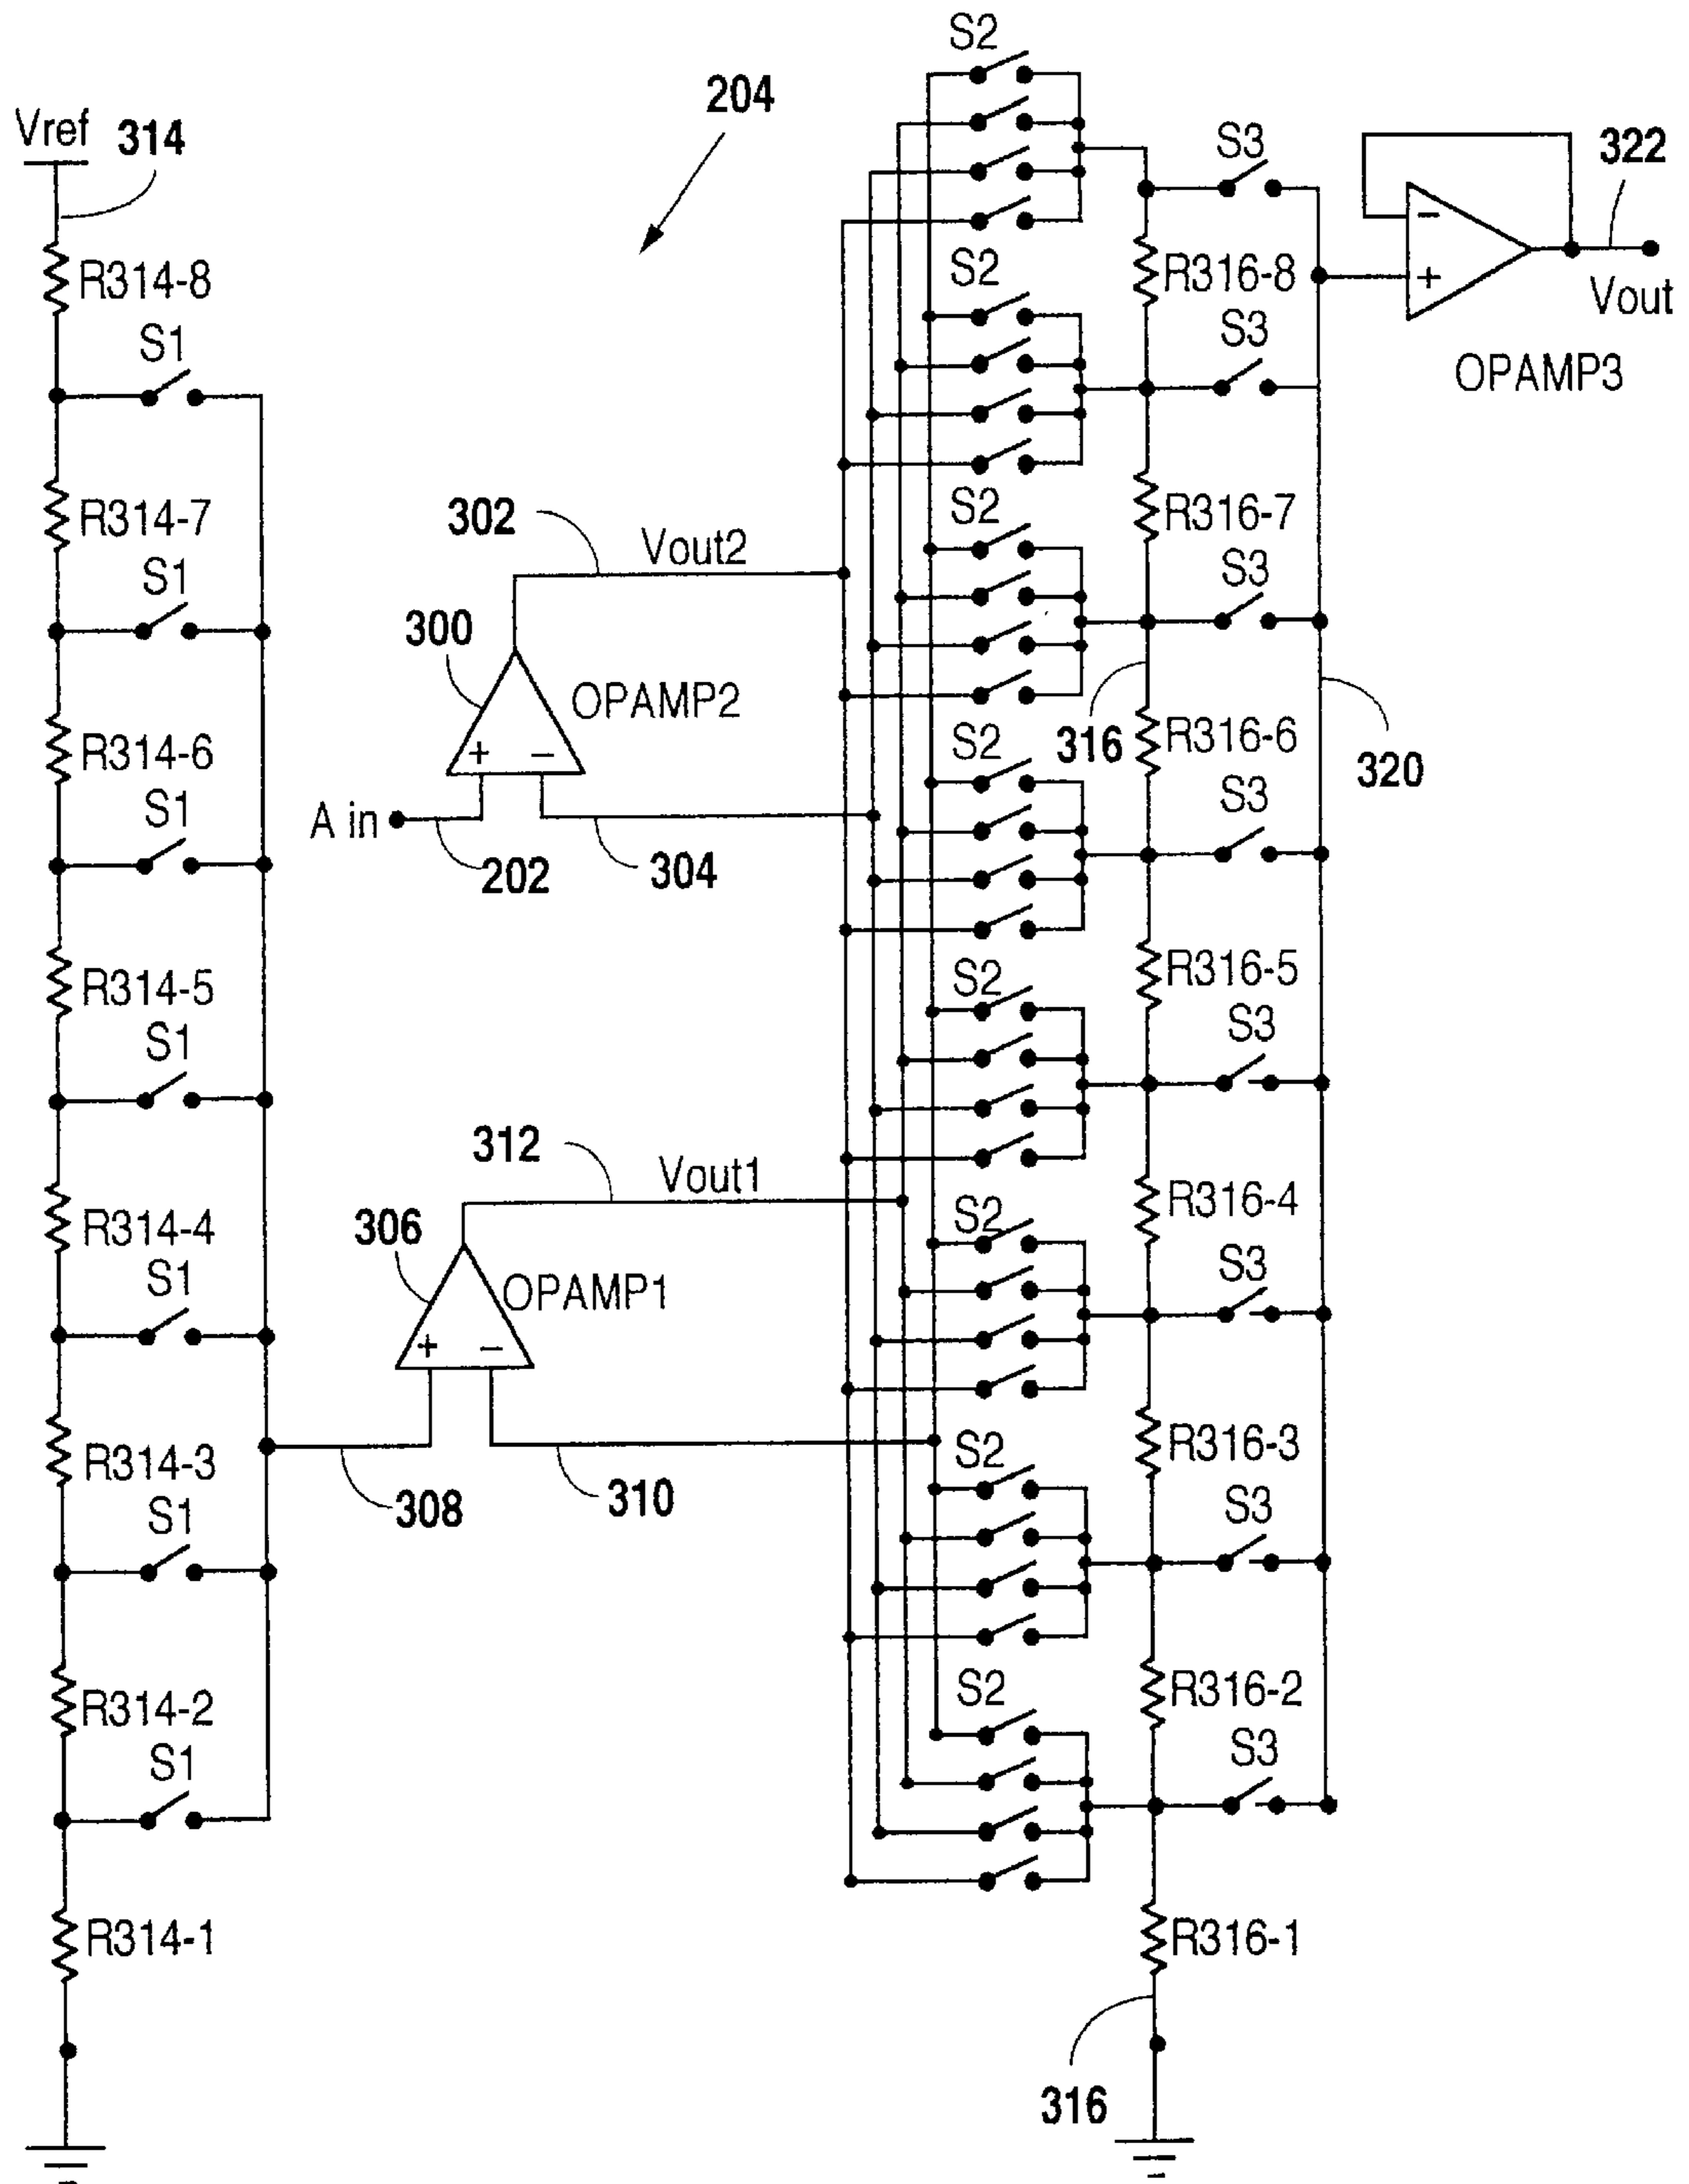 S2
204
Vref
314
S3
322
R314-8
S2
R316-8
Vout
S1
S3
OPAMP3
R314-7
302
Vout2
S2
R316-7
S1
S3
300
OPAMP2
R314-6
S2
316
R316-6
320
S1
A in
+
−
S3
202
304
R314-5
S2
R316-5
S1
S3
312
Vout1
R314-4
306
S2
R316-4
S1
OPAMP1
S3
+
−
R314-3
S2
R316-3
S1
308
310
S3
R314-2
S2
R316-2
S1
S3
R314-1
R316-1
316
−
+